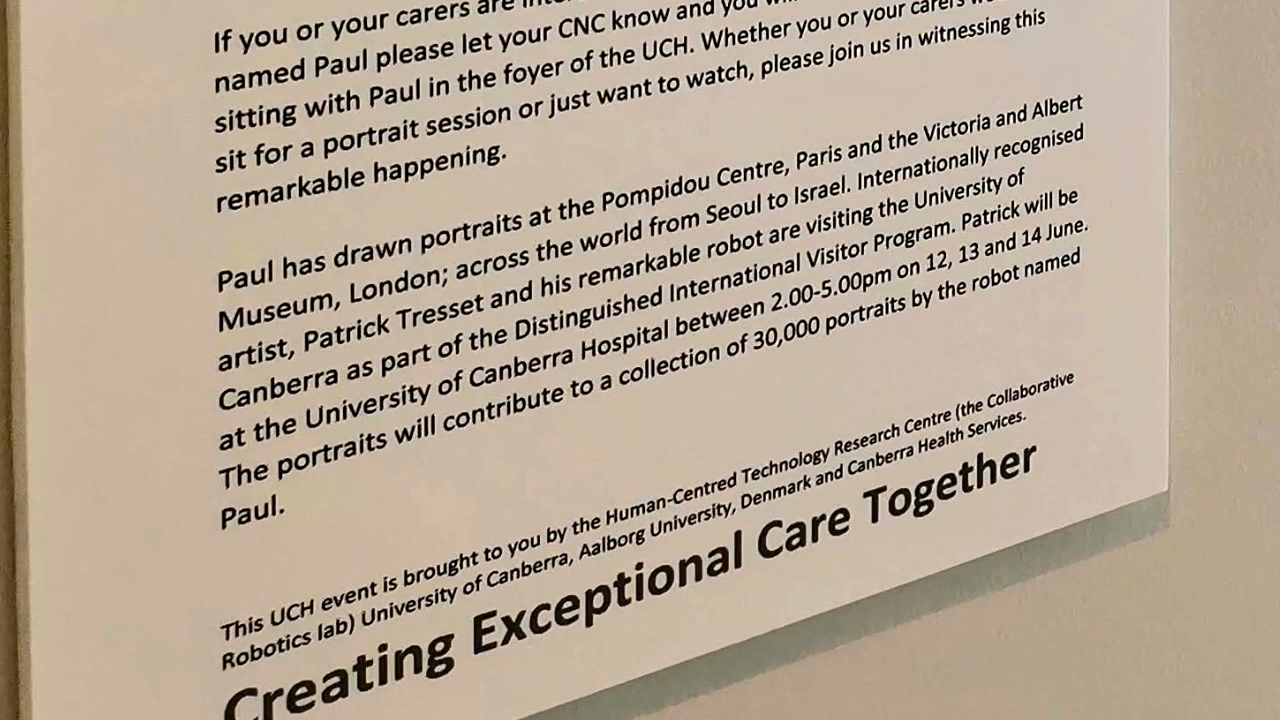 If you or your carers are
named Paul please let your CNC know and you
sitting with Paul in the foyer of the UCH. Whether you or your carers
sit for a portrait session or just want to watch, please join us in witnessing this
remarkable happening.
Paul has drawn portraits at the Pompidou Centre, Paris and the Victoria and Albert
Museum, London; across the world from Seoul to Israel. Internationally recognised
artist, Patrick Tresset and his remarkable robot are visiting the University of
Canberra as part of the Distinguished International Visitor Program. Patrick will be
at the University of Canberra Hospital between 2.00-5.00pm on 12, 13 and 14 June.
The portraits will contribute to a collection of 30,000 portraits by the robot named
Paul.
This UCH event is brought to you by the Human-Centred Technology Research Centre (the Collaborative
Robotics lab) University of Canberra, Aalborg University, Denmark and Canberra Health Services.
Creating Exceptional Care Together